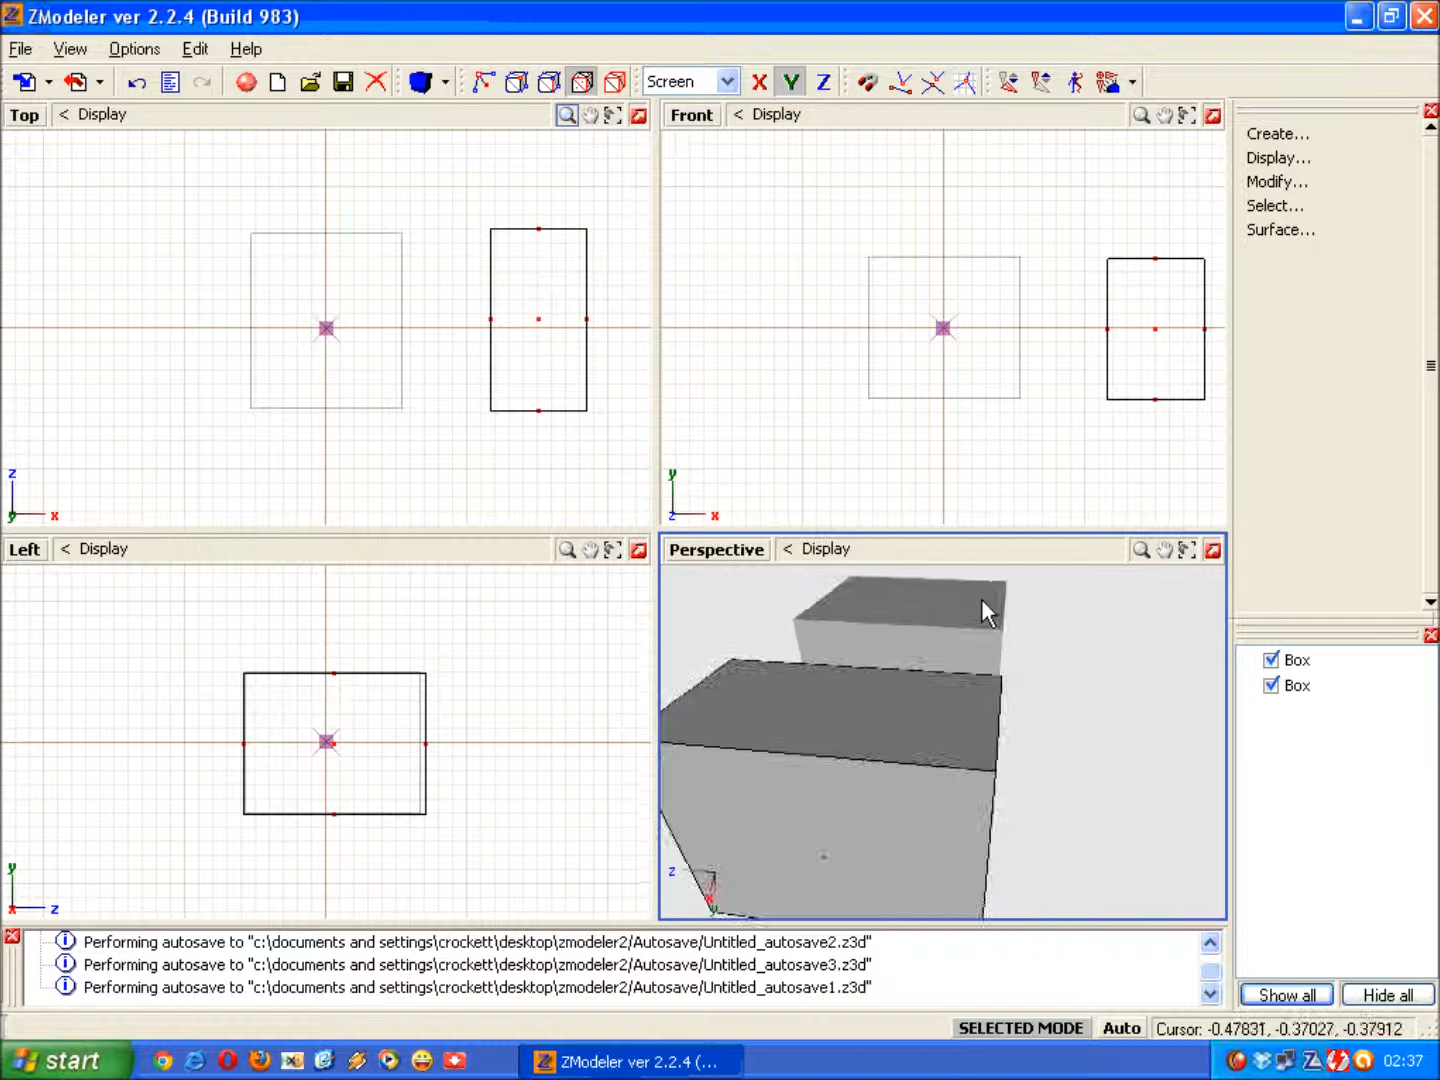 ZModeler ver 2.2.4 (Build 983)
File View Options Edit Help
Screen X Y Z
Top < Display
Front < Display
Create...
Display...
Modify...
Select...
Surface...
z
y x
y
z x
Left < Display
Perspective < Display
Box
Box
y
x z
z
x
y
Performing autosave to "c:\documents and settings\crockett\desktop\zmodeler2/Autosave/Untitled_autosave2.z3d"
Performing autosave to "c:\documents and settings\crockett\desktop\zmodeler2/Autosave/Untitled_autosave3.z3d"
Performing autosave to "c:\documents and settings\crockett\desktop\zmodeler2/Autosave/Untitled_autosave1.z3d"
Show all Hide all
SELECTED MODE Auto Cursor: -0.47831, -0.37027, -0.37912
start ZModeler ver 2.2.4 (... 02:37